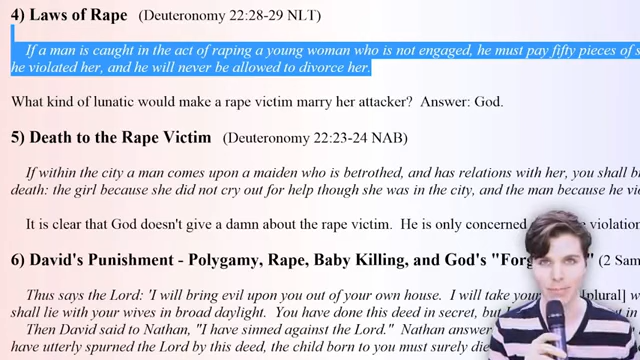 4) Laws of Rape (Deuteronomy 22:28-29 NLT)
If a man is caught in the act of raping a young woman who is not engaged, he must pay fifty pieces of s
he violated her, and he will never be allowed to divorce her.
What kind of lunatic would make a rape victim marry her attacker? Answer: God.
5) Death to the Rape Victim (Deuteronomy 22:23-24 NAB)
If within the city a man comes upon a maiden who is betrothed, and has relations with her, you shall b
death: the girl because she did not cry out for help though she was in the city, and the man because he vi
It is clear that God doesn't give a damn about the rape victim. He is only concerned violation
6) David's Punishment - Polygamy, Rape, Baby Killing, and God's "Forg " (2 Sam
Thus says the Lord: 'I will bring evil upon you out of your own house. I will take your [plural] w
shall lie with your wives in broad daylight. You have done this deed in secret, but I in
Then David said to Nathan, "I have sinned against the Lord." Nathan answer
have utterly spurned the Lord by this deed, the child born to you must surely die